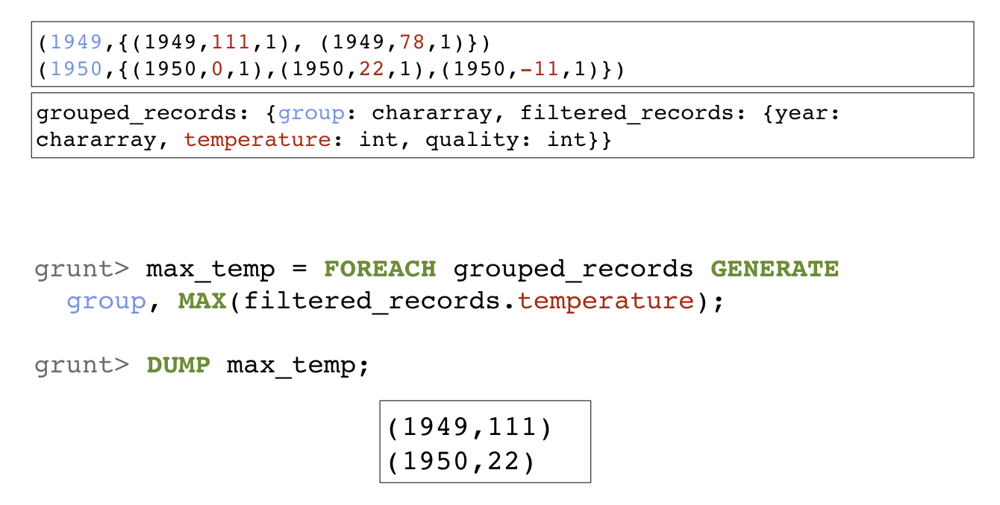 (1949,{(1949,111,1), (1949,78,1)})
(1950,{(1950,0,1),(1950,22,1),(1950,-11,1)})
grouped_records: {group: chararray, filtered_records: {year:
chararray, temperature: int, quality: int}}
grunt> max_temp = FOREACH grouped_records GENERATE
group, MAX(filtered_records.temperature);
grunt> DUMP max_temp;
(1949,111)
(1950,22)